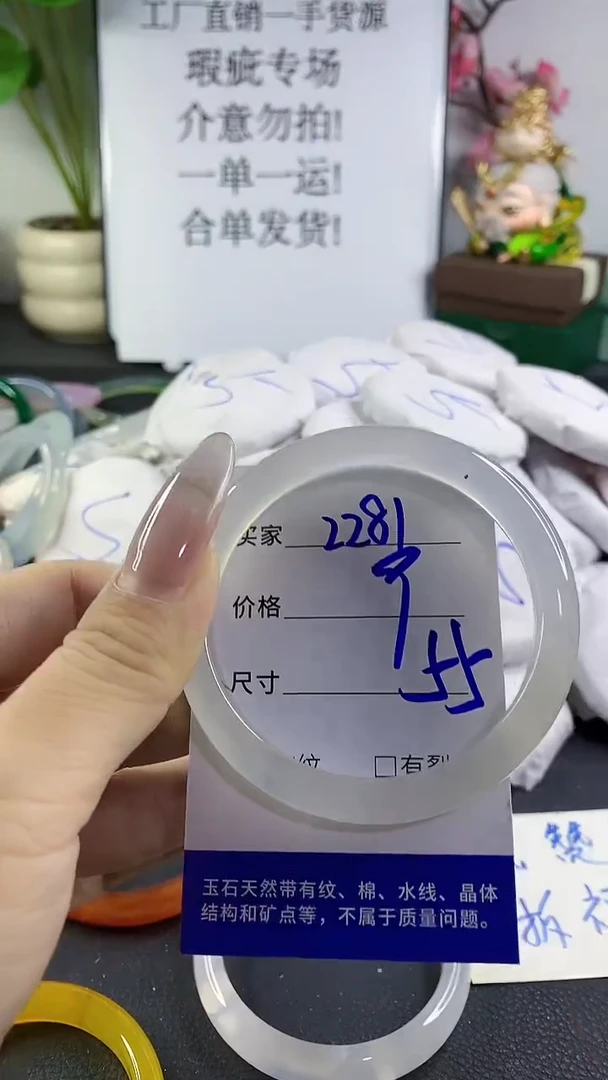 工厂直销一手货源
瑕疵专场
介意勿拍!
一单一运!
合单发货!
买家 2281
价格
尺寸 55
纹 □有裂
玉石天然带有纹、棉、水线、晶体
结构和矿点等，不属于质量问题。
赞
拆